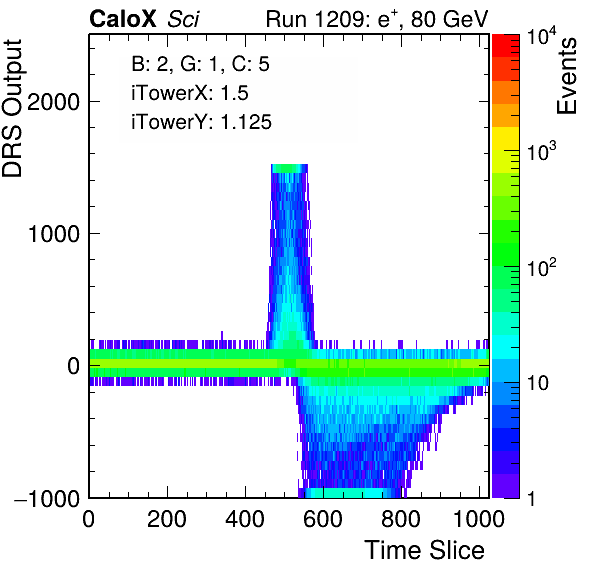 CaloX Sci
Run 1209: e⁺, 80 GeV
B: 2, G: 1, C: 5
iTowerX: 1.5
iTowerY: 1.125
DRS Output
2000
1000
0
−1000
0 200 400 600 800 1000
Time Slice
10⁴
10³
10²
10
1
Events